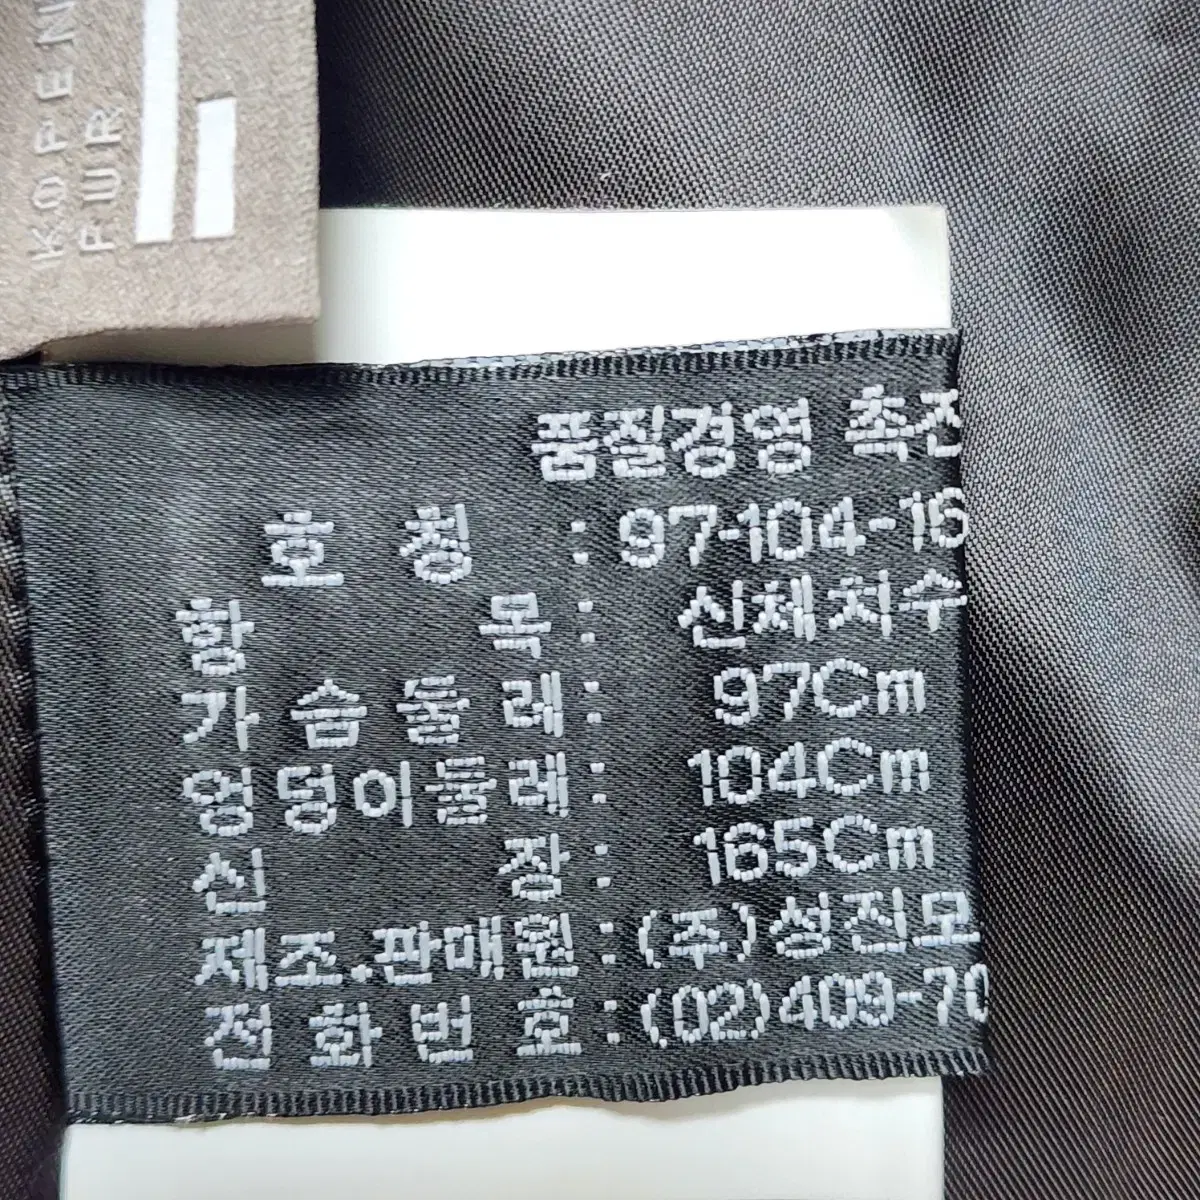 KOPEN
FUR
품질경영 촉진
호 칭 : 97-104-16
항 목 : 신체치수
가 슴 둘 레 : 97Cm
엉덩이둘레 : 104Cm
신 장 : 165Cm
제조.판매원 : (주)성진모
전 화 번 호 : (02)409-70